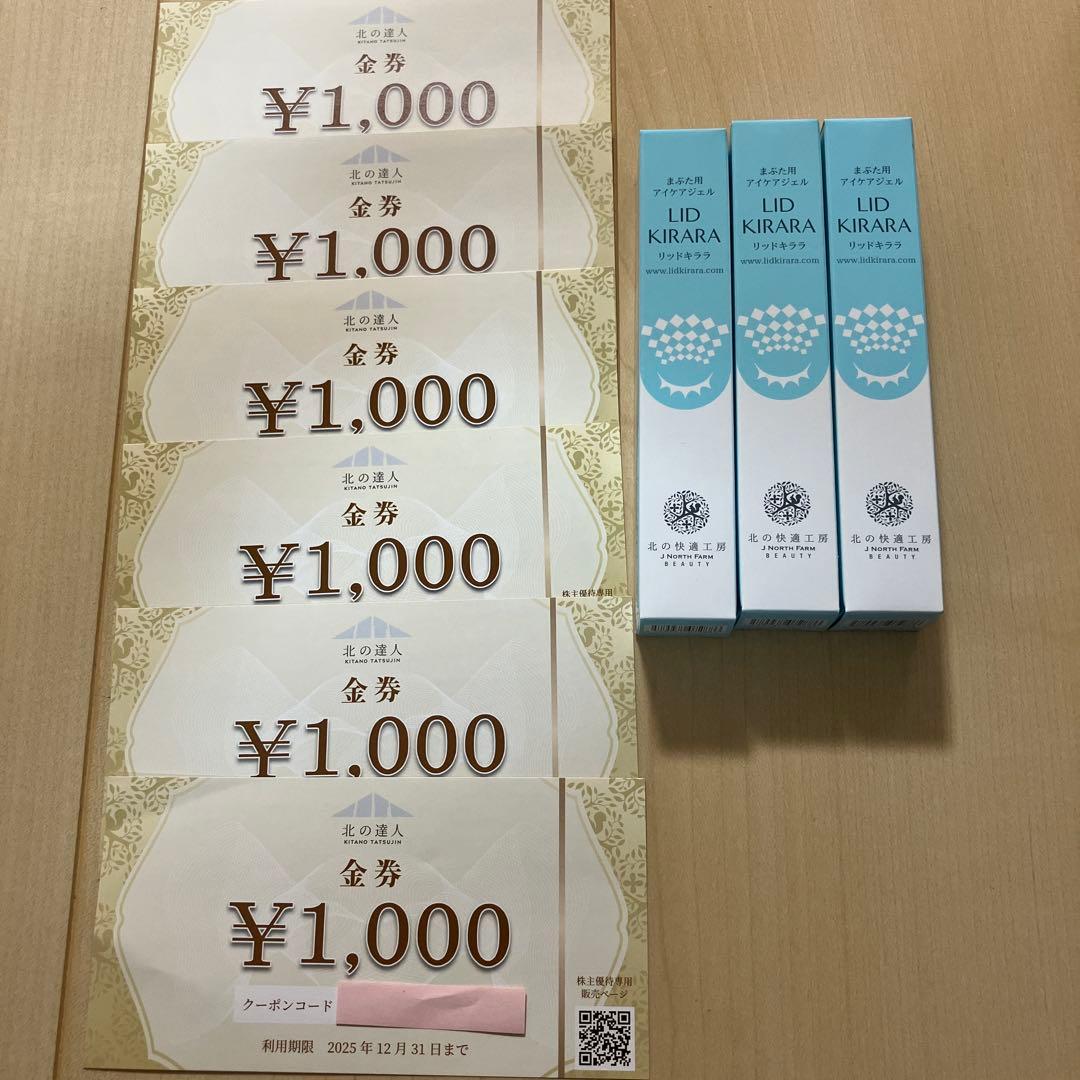 北の達人
KITANO TATSUJIN
金券
¥1,000
北の達人
KITANO TATSUJIN
金券
¥1,000
北の達人
KITANO TATSUJIN
金券
¥1,000
北の達人
KITANO TATSUJIN
金券
¥1,000
株主優待専用
北の達人
KITANO TATSUJIN
金券
¥1,000
北の達人
KITANO TATSUJIN
金券
¥1,000
クーポンコード
利用期限 2025年12月31日まで
株主優待専用
販売ページ
まぶた用
アイケアジェル
LID
KIRARA
リッドキララ
www.lidkirara.com
北の快適工房
J NORTH FARM
BEAUTY
まぶた用
アイケアジェル
LID
KIRARA
リッドキララ
www.lidkirara.com
北の快適工房
J NORTH FARM
BEAUTY
まぶた用
アイケアジェル
LID
KIRARA
リッドキララ
www.lidkirara.com
北の快適工房
J NORTH FARM
BEAUTY